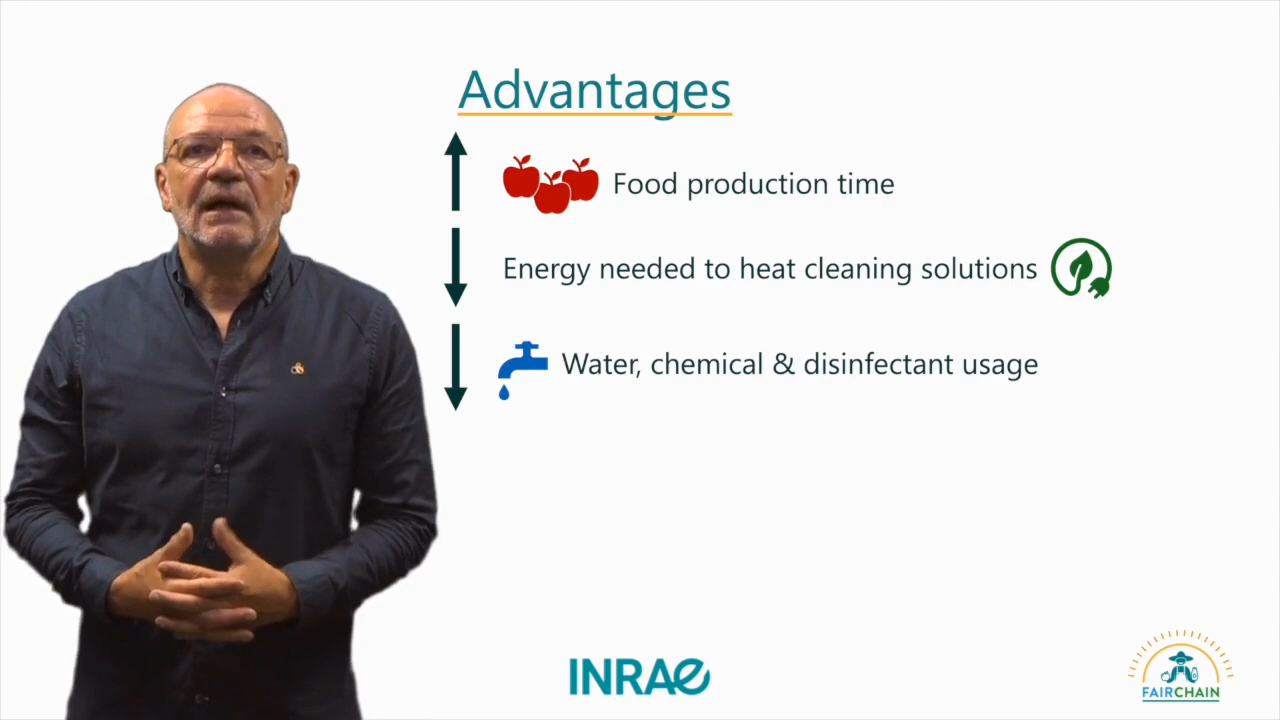 Advantages
Food production time
Energy needed to heat cleaning solutions
Water, chemical & disinfectant usage
INRAE
FAIRCHAIN